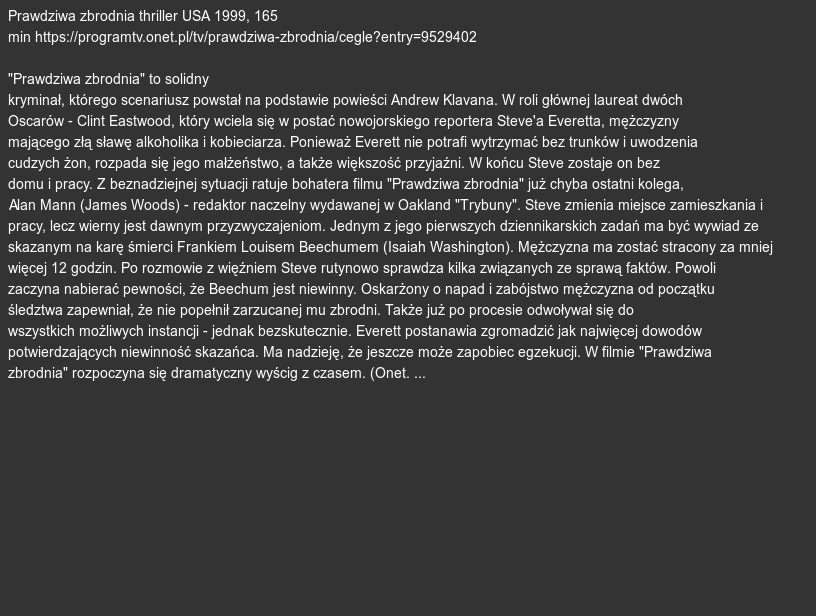 Prawdziwa zbrodnia thriller USA 1999, 165
min https://programtv.onet.pl/tv/prawdziwa-zbrodnia/cegle?entry=9529402
"Prawdziwa zbrodnia" to solidny
kryminał, którego scenariusz powstał na podstawie powieści Andrew Klavana. W roli głównej laureat dwóch
Oscarów - Clint Eastwood, który wciela się w postać nowojorskiego reportera Steve'a Everetta, mężczyzny
mającego złą sławę alkoholika i kobieciarza. Ponieważ Everett nie potrafi wytrzymać bez trunków i uwodzenia
cudzych żon, rozpada się jego małżeństwo, a także większość przyjaźni. W końcu Steve zostaje on bez
domu i pracy. Z beznadziejnej sytuacji ratuje bohatera filmu "Prawdziwa zbrodnia" już chyba ostatni kolega,
Alan Mann (James Woods) - redaktor naczelny wydawanej w Oakland "Trybuny". Steve zmienia miejsce zamieszkania i
pracy, lecz wierny jest dawnym przyzwyczajeniom. Jednym z jego pierwszych dziennikarskich zadań ma być wywiad ze
skazanym na karę śmierci Frankiem Louisem Beechumem (Isaiah Washington). Mężczyzna ma zostać stracony za mniej
więcej 12 godzin. Po rozmowie z więźniem Steve rutynowo sprawdza kilka związanych ze sprawą faktów. Powoli
zaczyna nabierać pewności, że Beechum jest niewinny. Oskarżony o napad i zabójstwo mężczyzna od początku
śledztwa zapewniał, że nie popełnił zarzucanej mu zbrodni. Także już po procesie odwoływał się do
wszystkich możliwych instancji - jednak bezskutecznie. Everett postanawia zgromadzić jak najwięcej dowodów
potwierdzających niewinność skazańca. Ma nadzieję, że jeszcze może zapobiec egzekucji. W filmie "Prawdziwa
zbrodnia" rozpoczyna się dramatyczny wyścig z czasem. (Onet. ...